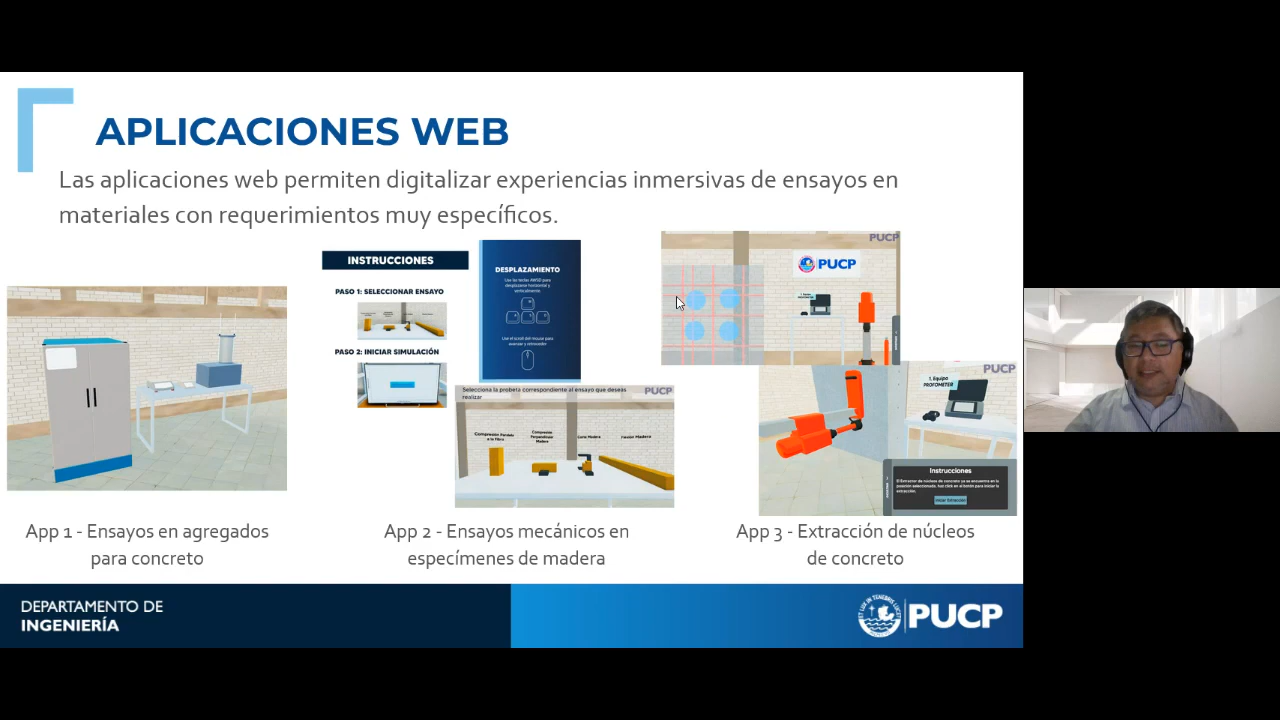 APLICACIONES WEB
Las aplicaciones web permiten digitalizar experiencias inmersivas de ensayos en
materiales con requerimientos muy específicos.
INSTRUCCIONES
PASO 1: SELECCIONAR ENSAYO
PASO 2: INICIAR SIMULACIÓN
DESPLAZAMIENTO
Use las teclas AWSD para
desplazarse horizontal y
verticalmente.
Use el scroll del mouse para
avanzar y retroceder
Selecciona la probeta correspondiente al ensayo que deseas
realizar
PUCP
Compresión Paralela
a la Fibra
Compresión
Perpendicular
Madera
Corte Madera
Flexión Madera
PUCP
PUCP
PUCP
1. Equipo
PROFOMETER
Instrucciones
El Extractor de núcleos de concreto ya se encuentra en la
posición seleccionada, haz click en el botón para iniciar la
extracción.
Iniciar Extracción
App 1 - Ensayos en agregados
para concreto
App 2 - Ensayos mecánicos en
especímenes de madera
App 3 - Extracción de núcleos
de concreto
DEPARTAMENTO DE
INGENIERÍA
PUCP